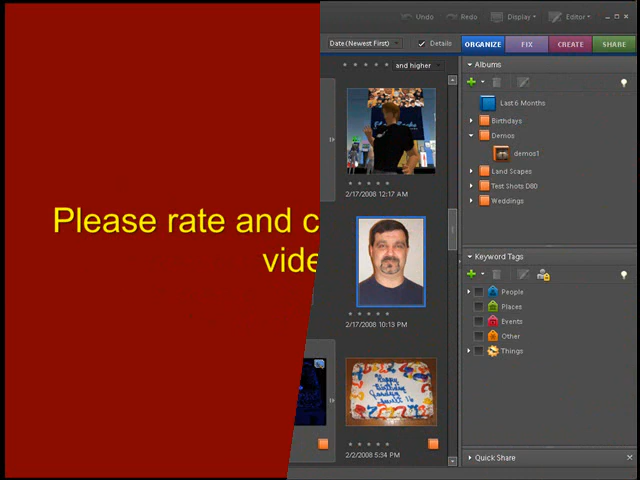 Please rate and c
vide
Undo
Redo
Display
Editor
Date (Newest First)
Details
ORGANIZE
FIX
CREATE
SHARE
and higher
Albums
Last 6 Months
Birthdays
Demos
demos1
Land Scapes
Test Shots D80
Weddings
2/17/2008 12:17 AM
2/17/2008 10:13 PM
Happy
Birthday
2/2/2008 5:34 PM
Keyword Tags
People
Places
Events
Other
Things
Quick Share